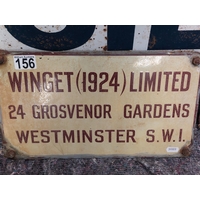 156
WINGET (1924) LIMITED
24 GROSVENOR GARDENS
WESTMINSTER S.W.1.